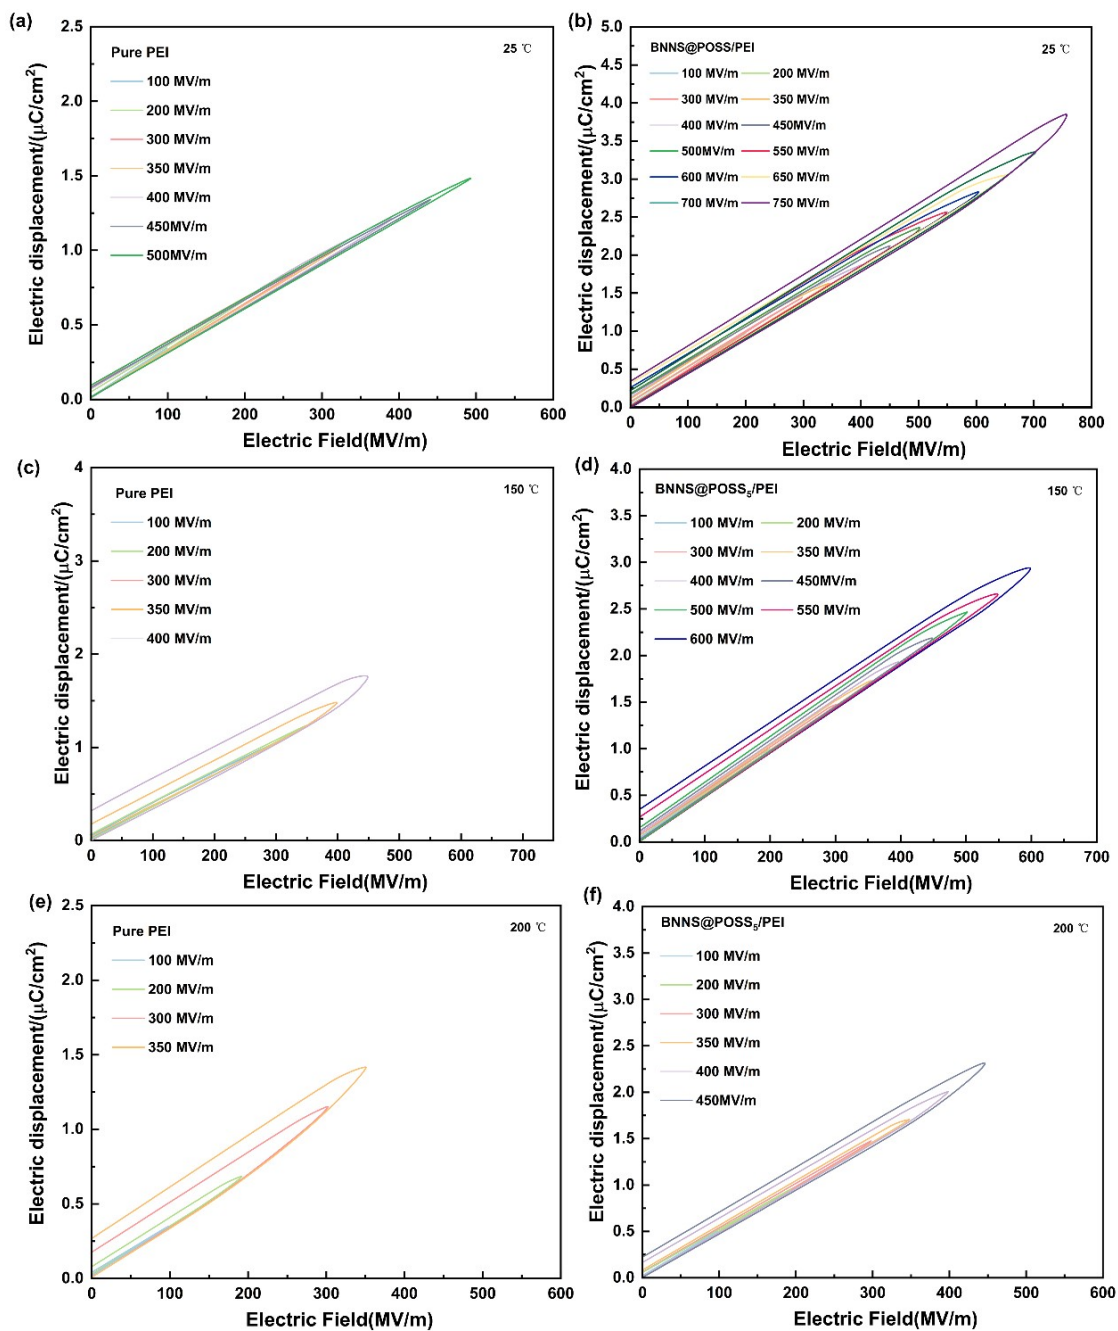 (a)
Pure PEI
25 ℃
100 MV/m
200 MV/m
300 MV/m
350 MV/m
400 MV/m
450MV/m
500MV/m
Electric displacement/(μC/cm2)
2.5
2.0
1.5
1.0
0.5
0.0
0 100 200 300 400 500 600
Electric Field(MV/m)
(b)
BNNS@POSS/PEI
25 ℃
100 MV/m 200 MV/m
300 MV/m 350 MV/m
400 MV/m 450MV/m
500MV/m 550 MV/m
600 MV/m 650 MV/m
700 MV/m 750 MV/m
Electric displacement/(μC/cm2)
5.0
4.5
4.0
3.5
3.0
2.5
2.0
1.5
1.0
0.5
0.0
0 100 200 300 400 500 600 700 800
Electric Field(MV/m)
(c)
Pure PEI
150 ℃
100 MV/m
200 MV/m
300 MV/m
350 MV/m
400 MV/m
Electric displacement/(μC/cm2)
4
3
2
1
0
0 100 200 300 400 500 600 700
Electric Field(MV/m)
(d)
BNNS@POSS5/PEI
150 ℃
100 MV/m 200 MV/m
300 MV/m 350 MV/m
400 MV/m 450MV/m
500 MV/m 550 MV/m
600 MV/m
Electric displacement/(μC/cm2)
4.0
3.5
3.0
2.5
2.0
1.5
1.0
0.5
0.0
0 100 200 300 400 500 600 700
Electric Field(MV/m)
(e)
Pure PEI
200 ℃
100 MV/m
200 MV/m
300 MV/m
350 MV/m
Electric displacement/(μC/cm2)
2.5
2.0
1.5
1.0
0.5
0.0
0 100 200 300 400 500 600
Electric Field(MV/m)
(f)
BNNS@POSS5/PEI
200 ℃
100 MV/m
200 MV/m
300 MV/m
350 MV/m
400 MV/m
450MV/m
Electric displacement/(μC/cm2)
4.0
3.5
3.0
2.5
2.0
1.5
1.0
0.5
0.0
0 100 200 300 400 500 600
Electric Field(MV/m)